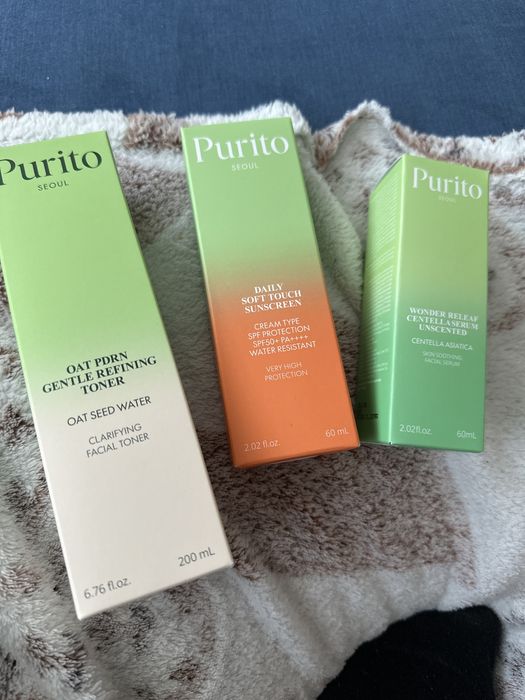 Purito
SEOUL
OAT PDRN
GENTLE REFINING
TONER
OAT SEED WATER
CLARIFYING
FACIAL TONER
6.76 fl.oz.
200 mL
Purito
SEOUL
DAILY
SOFT TOUCH
SUNSCREEN
CREAM TYPE
SPF PROTECTION
SPF50+ PA++++
WATER RESISTANT
VERY HIGH
PROTECTION
2.02 fl.oz.
60 mL
Purito
SEOUL
WONDER RELEAF
CENTELLA SERUM
UNSCENTED
CENTELLA ASIATICA
SKIN SOOTHING
FACIAL SERUM
2.02fl.oz.
60mL